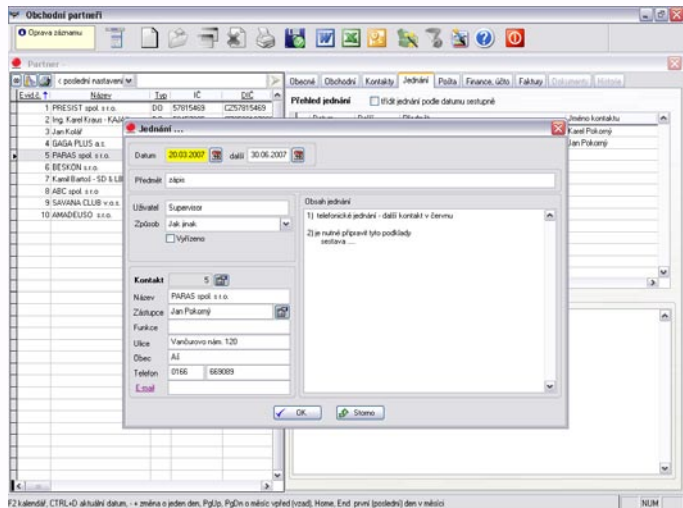 Obchodní partneři
Oprava záznamu
Partner -
< poslední nastavení
Obecné Obchodní Kontakty Jednání Pošta Finance, účto Faktury Dokumenty Historie
Evid.č. Název Typ IČ DIČ
Přehled jednání třídit jednání podle datumu sestupně
1 PRESIST spol. s r.o. DO 57815469 CZ57815469
2 Ing. Karel Kraus -
3 Jan Kolář
4 GAGA PLUS a.s.
5 PARAS spol. s r.o.
6 BESKON s.r.o.
7 Kamil Bartoš - SD &
8 ABC spol. s r.o
9 SAVANA CLUB v.o.s.
10 AMADEUSO s.r.o.
Jméno kontaktu
Karel Pokorný
Jan Pokorný
Jednání ...
Datum 20.03.2007 další 30.06.2007
Předmět zápis
Uživatel Supervisor
Způsob Jak jinak
Vyřízeno
Obsah jednání
1) telefonické jednání - další kontakt v červnu
2) je nutné připravit tyto podklady
sestava ....
Kontakt 5
Název PARAS spol. s r.o.
Zástupce Jan Pokorný
Funkce
Ulice Vančurovo nám. 120
Obec Aš
Telefon 0166 669089
E-mail
OK Storno
F2 kalendář, CTRL+D aktuální datum, - + změna o jeden den, PgUp, PgDn o měsíc vpřed (vzad), Home, End první (poslední) den v měsíci NUM